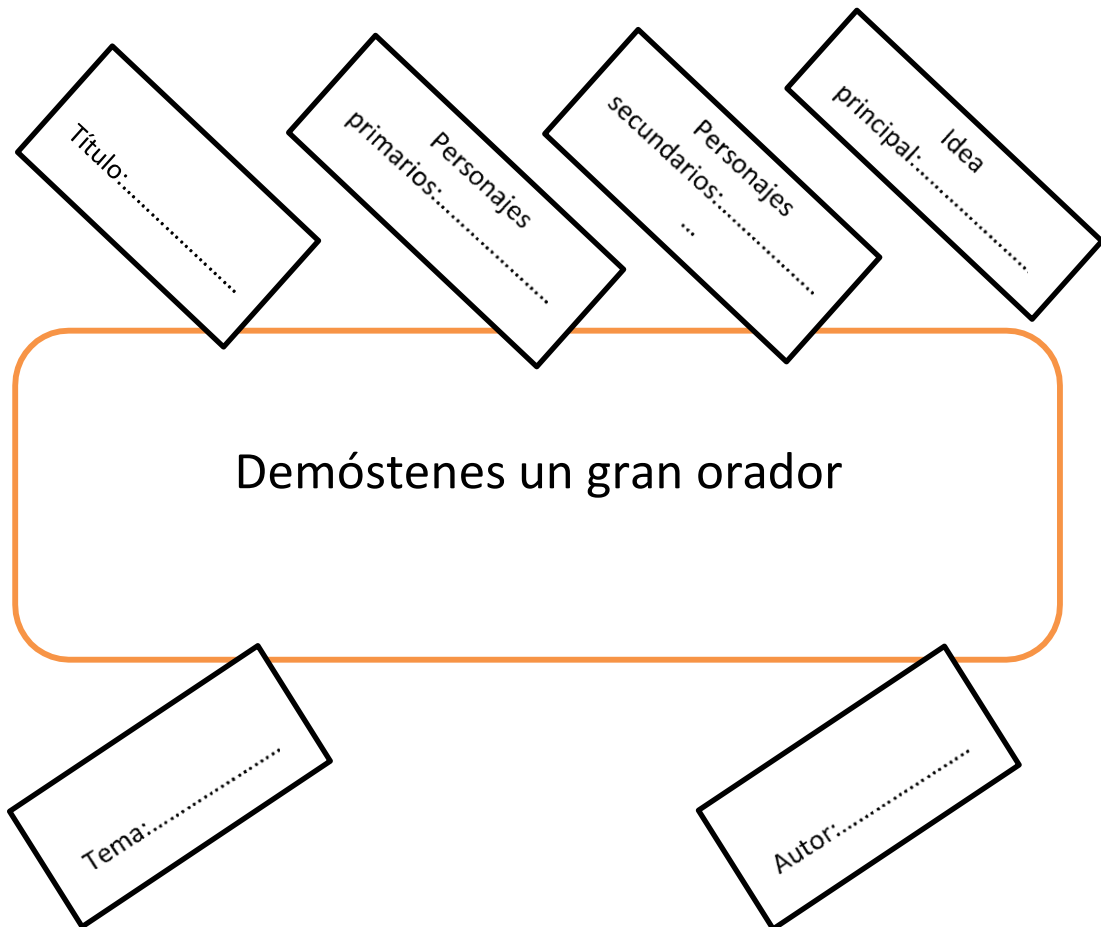 Título:......................
Personajes
primarios:......................
Personajes
secundarios:..................
...
Idea
principal:......................
Demóstenes un gran orador
Tema:......................
Autor:......................